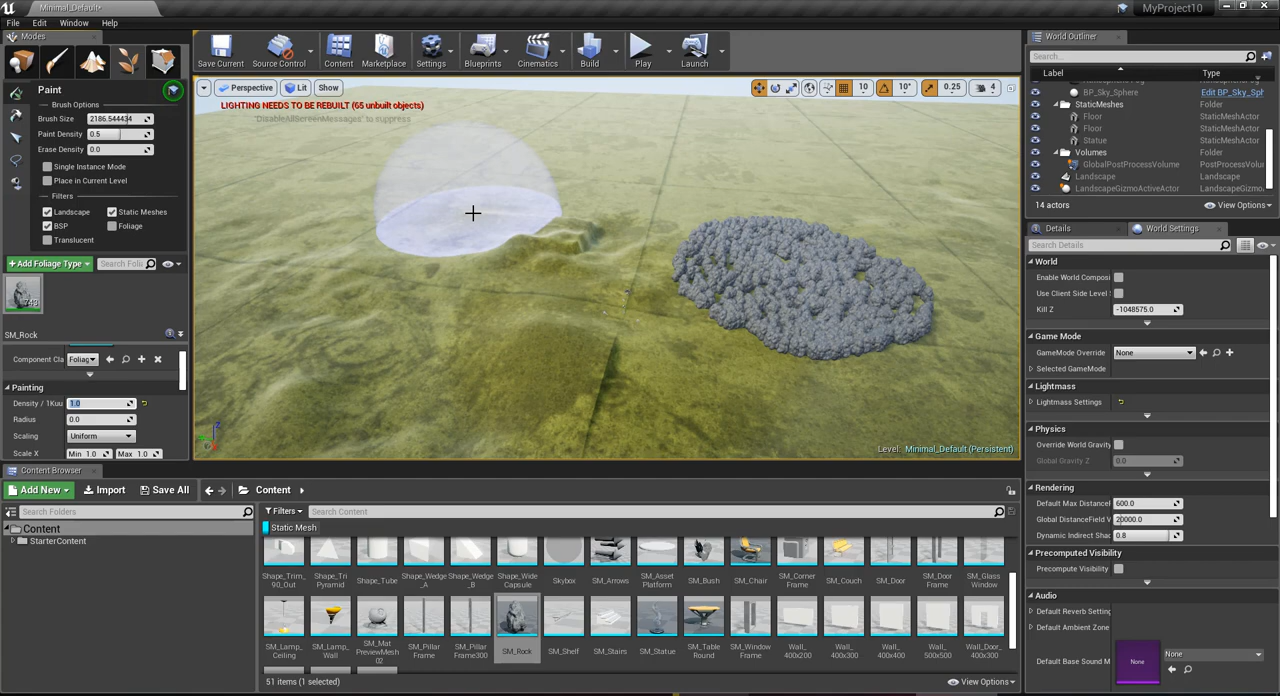 Minimal_Default*
MyProject10
File Edit Window Help
Modes
Paint
Brush Options
Brush Size 2186.544434
Paint Density 0.5
Erase Density 0.0
Single Instance Mode
Place in Current Level
Filters
Landscape Static Meshes
BSP Foliage
Translucent
+Add Foliage Type Search Foli
743
SM_Rock
Component Cla Foliag
Painting
Density / 1Kuu 1.0
Radius 0.0
Scaling Uniform
Scale X Min 1.0 Max 1.0
Save Current Source Control Content Marketplace Settings Blueprints Cinematics Build Play Launch
Perspective Lit Show 10 10° 0.25 4
LIGHTING NEEDS TO BE REBUILT (65 unbuilt objects)
'DisableAllScreenMessages' to suppress
Z
Level: Minimal_Default (Persistent)
World Outliner
Search...
Label Type
BP_Sky_Sphere Edit BP_Sky_Sph
StaticMeshes Folder
Floor StaticMeshActor
Floor StaticMeshActor
Statue StaticMeshActor
Volumes Folder
GlobalPostProcessVolume PostProcessVolu
Landscape Landscape
LandscapeGizmoActiveActor LandscapeGizmo
14 actors View Options
Details World Settings
Search Details
World
Enable World Composi
Use Client Side Level
Kill Z -1048575.0
Game Mode
GameMode Override None
Selected GameMode
Lightmass
Lightmass Settings
Physics
Override World Gravity
Global Gravity Z 0.0
Rendering
Default Max Distance 600.0
Global DistanceField V 20000.0
Dynamic Indirect Shac 0.8
Precomputed Visibility
Precompute Visibility
Audio
Default Reverb Setting
Default Ambient Zone
Default Base Sound M None None
Content Browser
Add New Import Save All Content
Search Folders
Content
StarterContent
Filters Search Content
Static Mesh
Shape_Trim_90_Out Shape_Tri Pyramid Shape_Tube Shape_Wedge_A Shape_Wedge_B Shape_Wide Capsule Skybox SM_Arrows SM_Asset Platform SM_Bush SM_Chair SM_Corner Frame SM_Couch SM_Door SM_Door Frame SM_Glass Window
SM_Lamp_Ceiling SM_Lamp_Wall SM_Mat PreviewMesh 02 SM_Pillar Frame SM_Pillar Frame300 SM_Rock SM_Shelf SM_Stairs SM_Statue SM_Table Round SM_Window Frame Wall_400x200 Wall_400x300 Wall_400x400 Wall_500x500 Wall_Door_400x300
51 items (1 selected) View Options